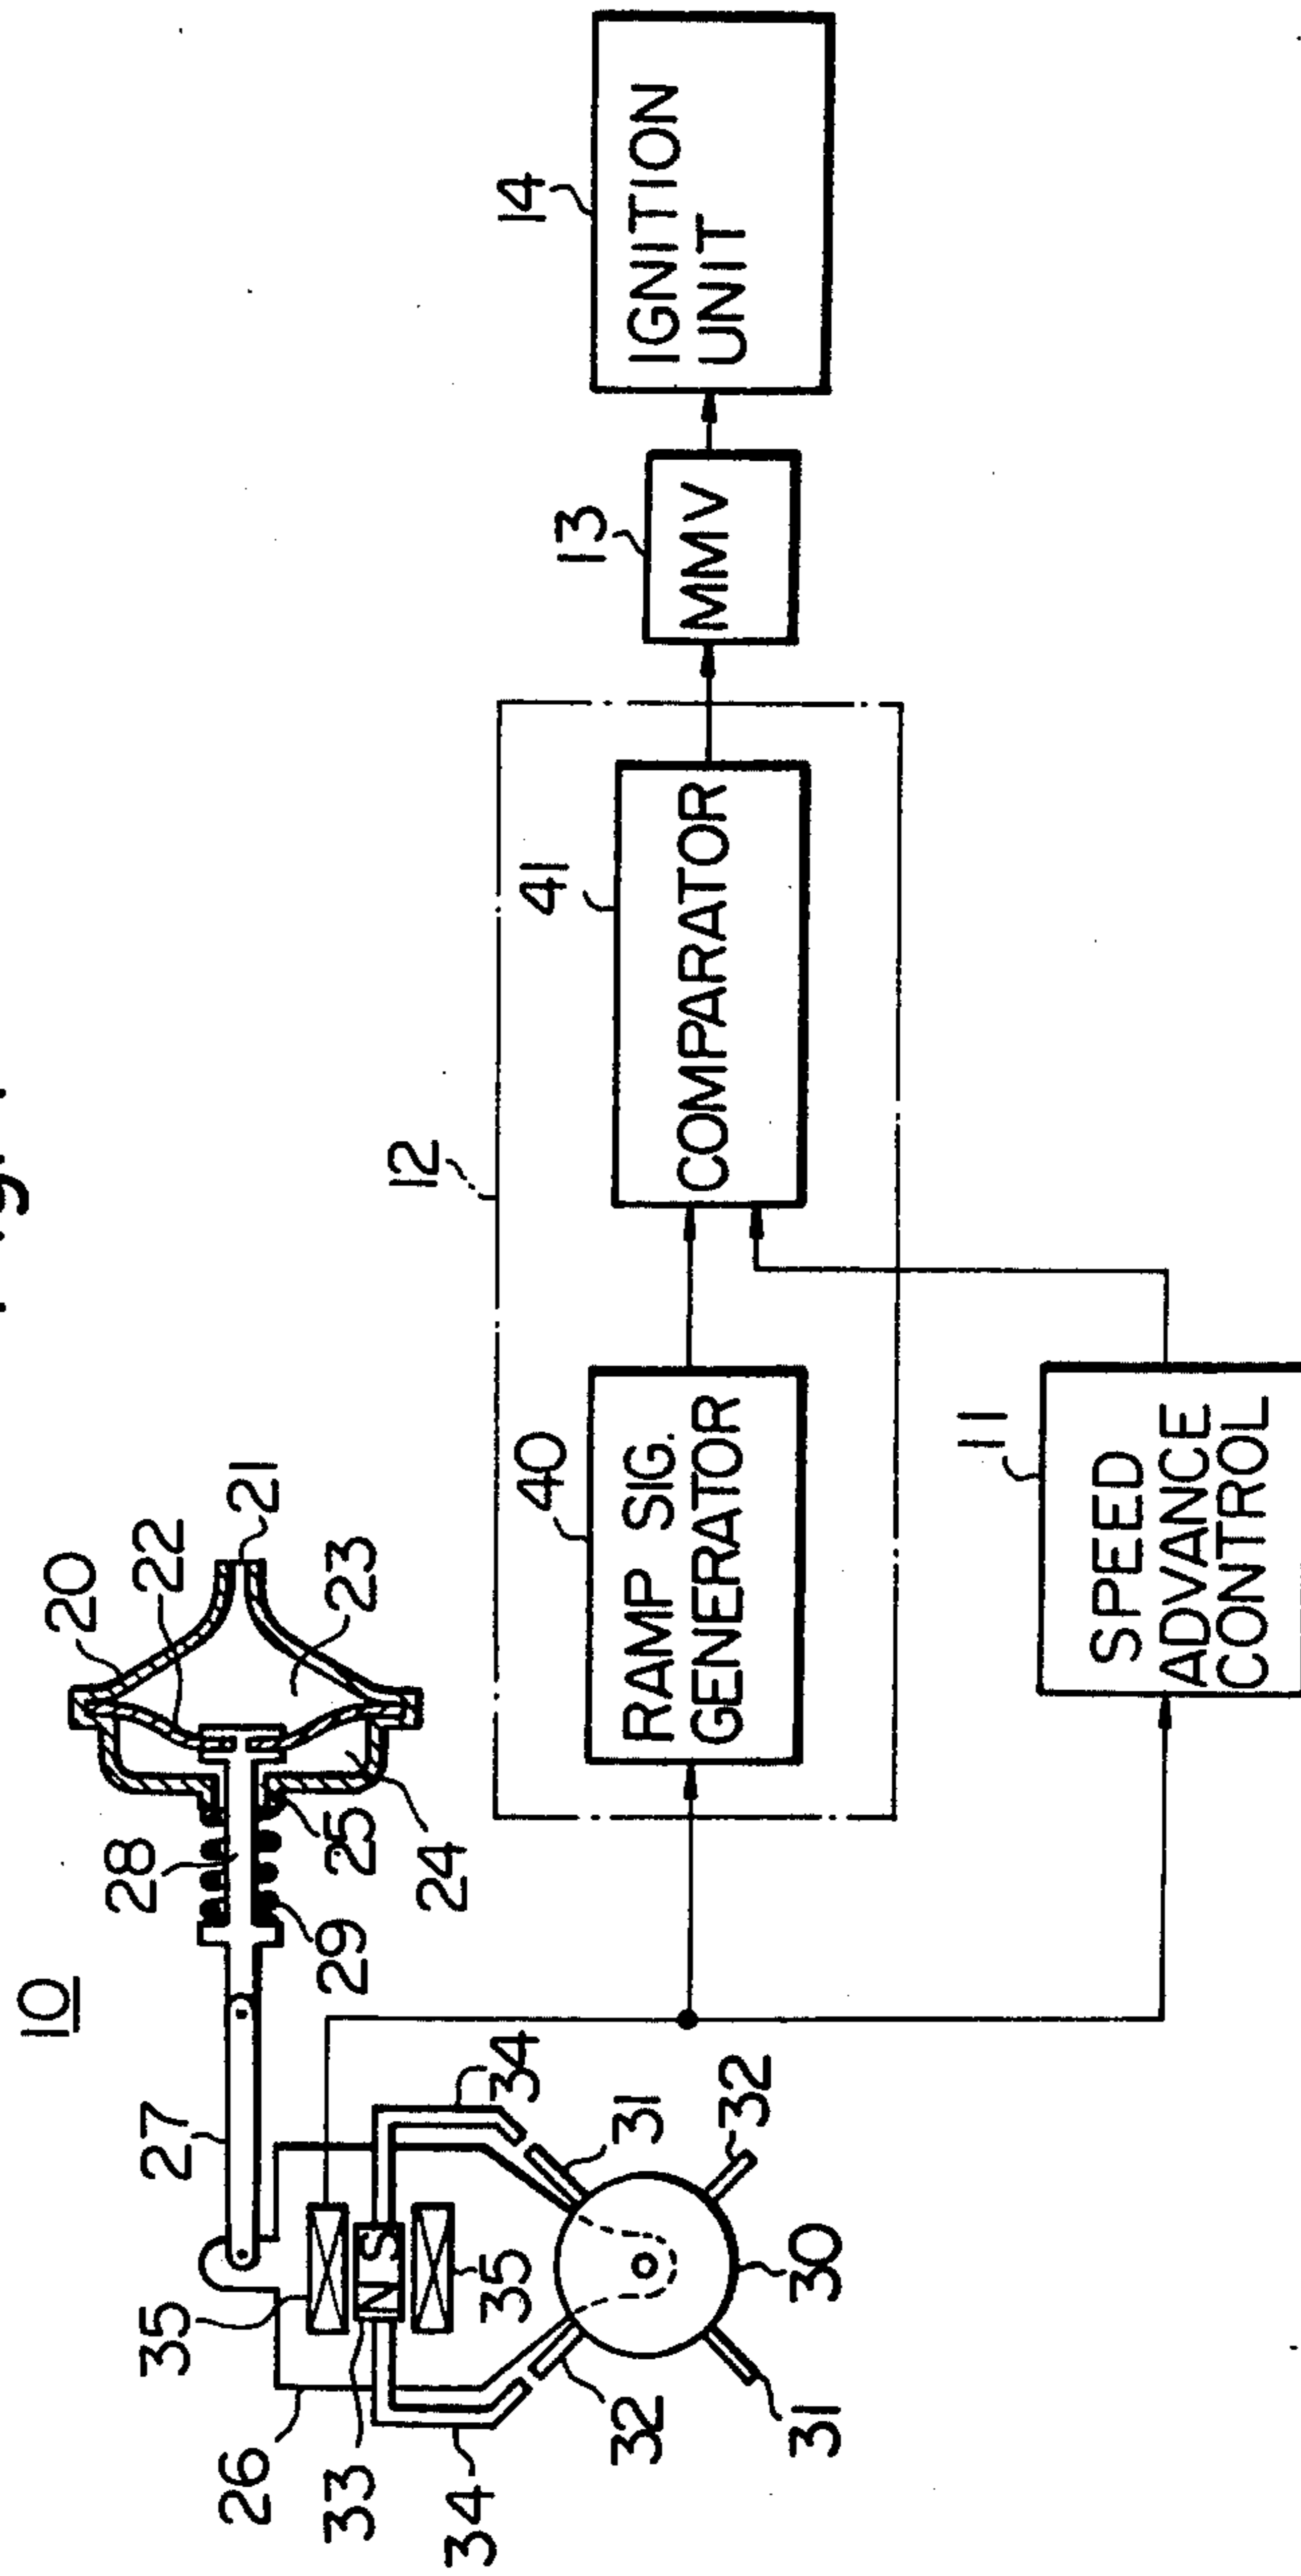 10
20
21
22
23
24
25
26
27
28
29
30
31
31
32
32
33
34
34
35
35
N S
12
40
RAMP SIG.
GENERATOR
41
COMPARATOR
13
MMV
14
IGNITION
UNIT
11
SPEED
ADVANCE
CONTROL